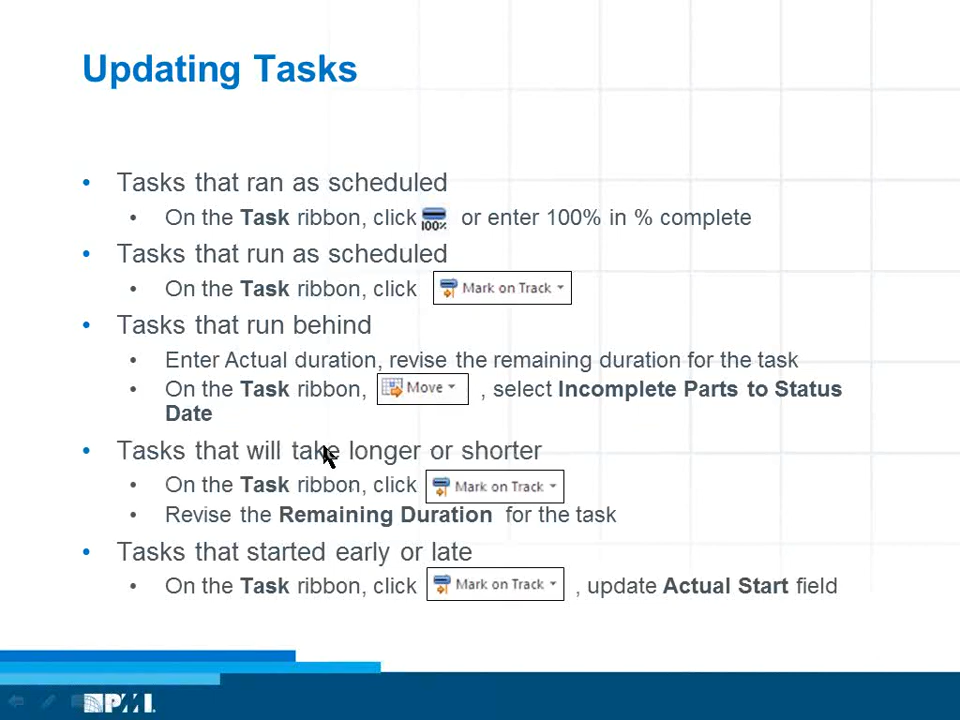 Updating Tasks
• Tasks that ran as scheduled
• On the Task ribbon, click 100% or enter 100% in % complete
• Tasks that run as scheduled
• On the Task ribbon, click Mark on Track
• Tasks that run behind
• Enter Actual duration, revise the remaining duration for the task
• On the Task ribbon, Move , select Incomplete Parts to Status
Date
• Tasks that will take longer or shorter
• On the Task ribbon, click Mark on Track
• Revise the Remaining Duration for the task
• Tasks that started early or late
• On the Task ribbon, click Mark on Track , update Actual Start field
PMI